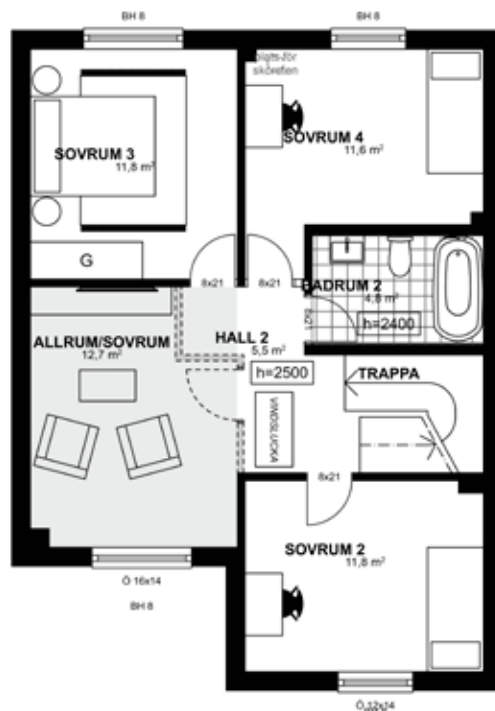 BH 8
BH 8
plats för
skötefen
SOVRUM 3
11,8 m²
SOVRUM 4
11,6 m²
G
8x21
8x21
BADRUM 2
4,8 m²
8x21
h=2400
ALLRUM/SOVRUM
12,7 m²
HALL 2
5,5 m²
h=2500
TRAPPA
VINDSLUCKA
8x21
SOVRUM 2
11,8 m²
Ö 16x14
BH 8
Ö 12x14